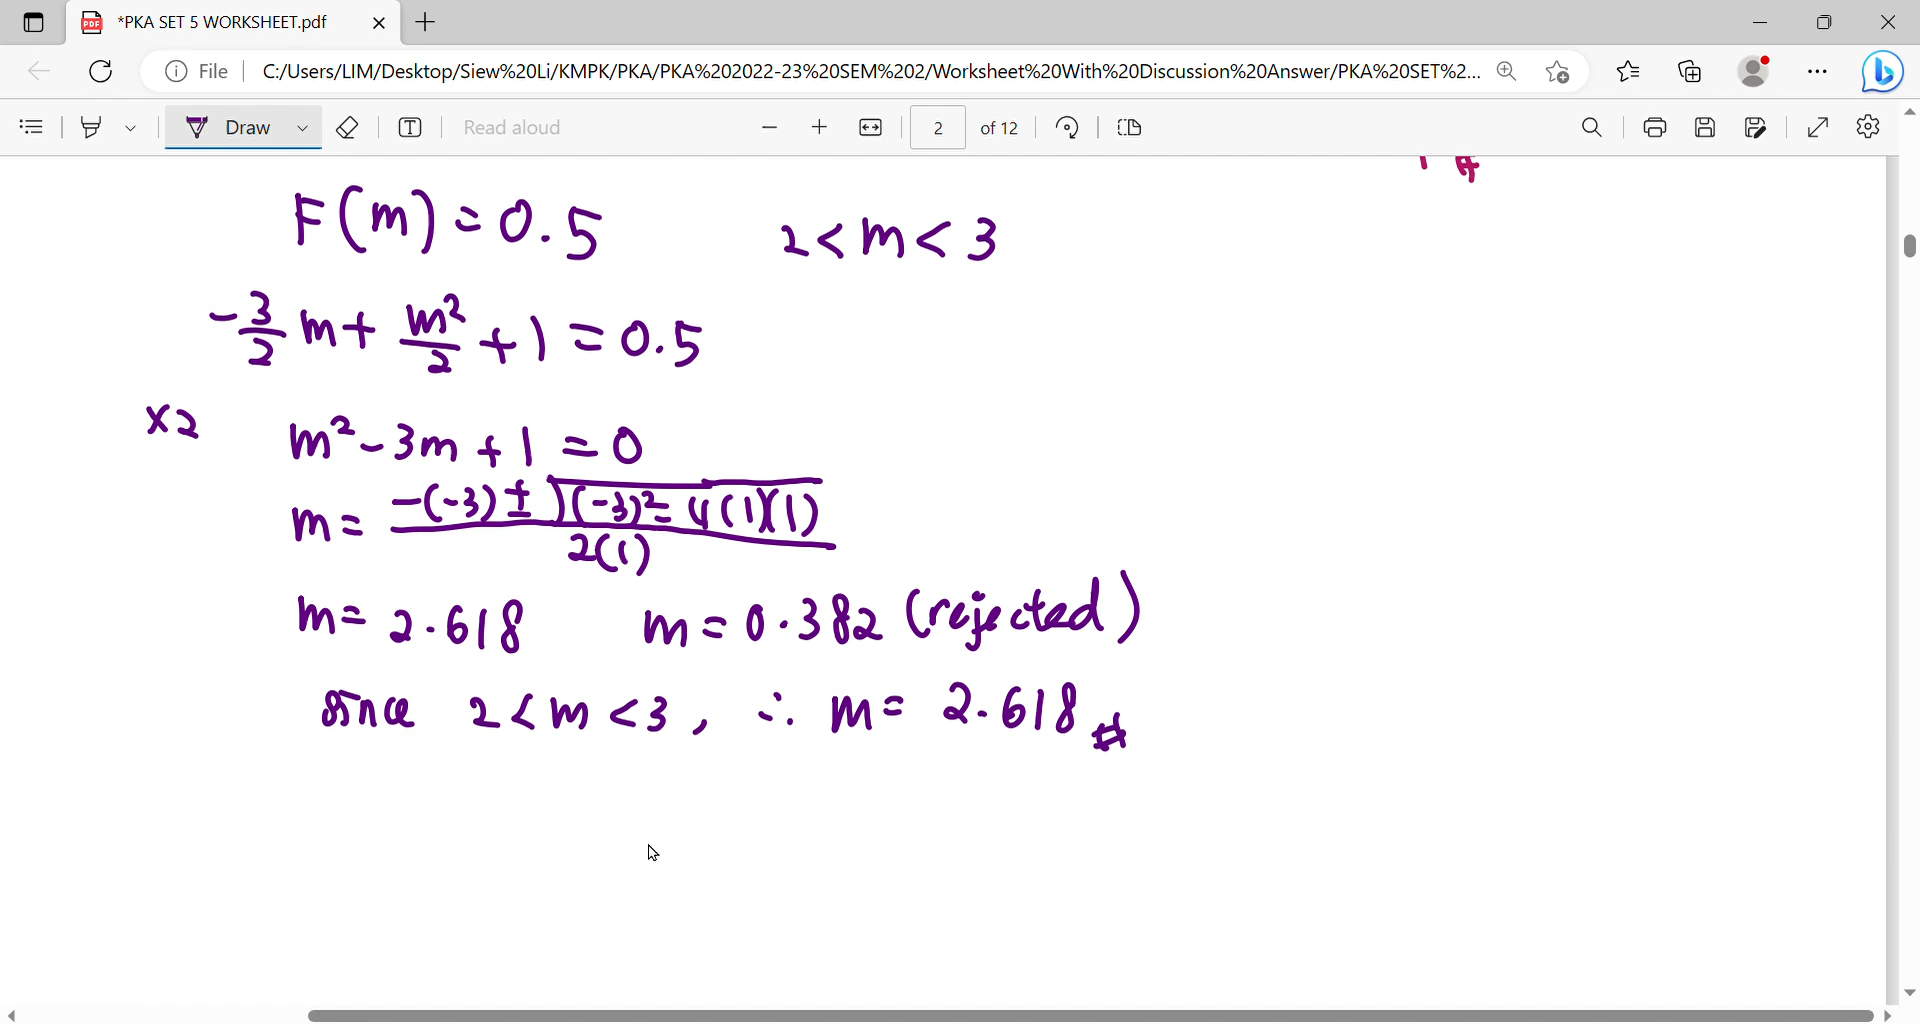 *PKA SET 5 WORKSHEET.pdf
File C:/Users/LIM/Desktop/Siew%20Li/KMPK/PKA/PKA%202022-23%20SEM%202/Worksheet%20With%20Discussion%20Answer/PKA%20SET%2...
Draw Read aloud 2 of 12
F(m) = 0.5 2 < m < 3
-3/2 m + m²/2 + 1 = 0.5
×2 m² - 3m + 1 = 0
m = (-(-3) ± √((-3)² - 4(1)(1))) / 2(1)
m = 2.618 m = 0.382 (rejected)
since 2 < m < 3, ∴ m = 2.618 #